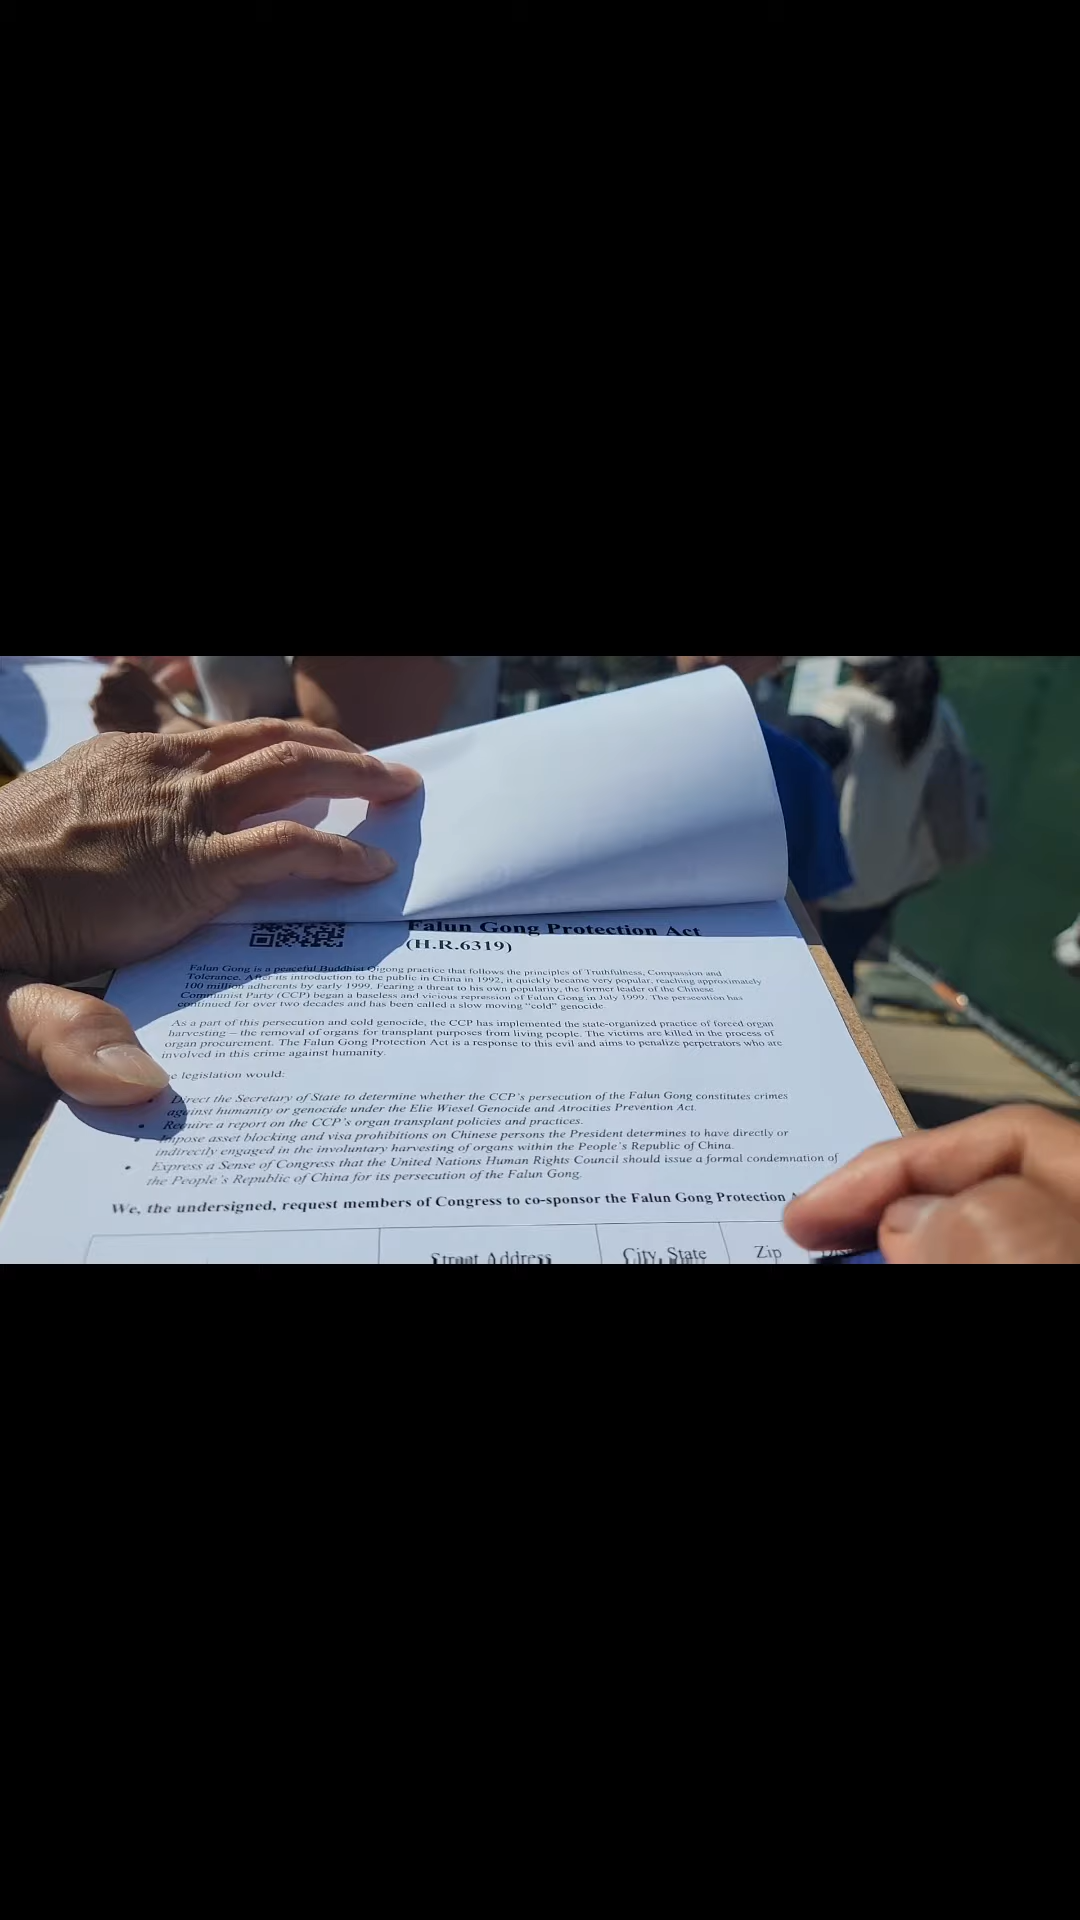 Falun Gong Protection Act
(H.R.6319)
Falun Gong is a peaceful Buddhist Qigong practice that follows the principles of Truthfulness, Compassion and
Tolerance. After its introduction to the public in China in 1992, it quickly became very popular, reaching approximately
100 million adherents by early 1999. Fearing a threat to his own popularity, the former leader of the Chinese
Communist Party (CCP) began a baseless and vicious repression of Falun Gong in July 1999. The persecution has
continued for over two decades and has been called a slow moving "cold" genocide.
As a part of this persecution and cold genocide, the CCP has implemented the state-organized practice of forced organ
harvesting – the removal of organs for transplant purposes from living people. The victims are killed in the process of
organ procurement. The Falun Gong Protection Act is a response to this evil and aims to penalize perpetrators who are
involved in this crime against humanity.
e legislation would:
• Direct the Secretary of State to determine whether the CCP's persecution of the Falun Gong constitutes crimes
against humanity or genocide under the Elie Wiesel Genocide and Atrocities Prevention Act.
• Require a report on the CCP's organ transplant policies and practices.
• Impose asset blocking and visa prohibitions on Chinese persons the President determines to have directly or
indirectly engaged in the involuntary harvesting of organs within the People's Republic of China.
• Express a Sense of Congress that the United Nations Human Rights Council should issue a formal condemnation of
the People's Republic of China for its persecution of the Falun Gong.
We, the undersigned, request members of Congress to co-sponsor the Falun Gong Protection
Street Address City, State Zip